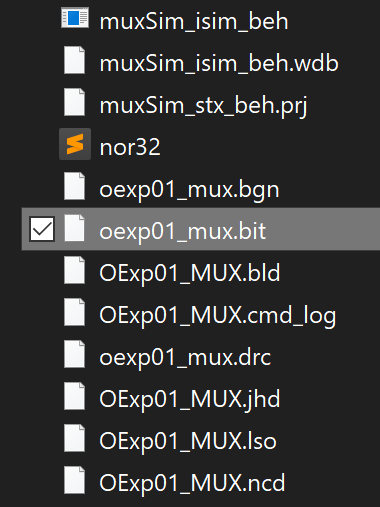 muxSim_isim_beh
muxSim_isim_beh.wdb
muxSim_stx_beh.prj
nor32
oexp01_mux.bgn
oexp01_mux.bit
OExp01_MUX.bld
OExp01_MUX.cmd_log
oexp01_mux.drc
OExp01_MUX.jhd
OExp01_MUX.lso
OExp01_MUX.ncd